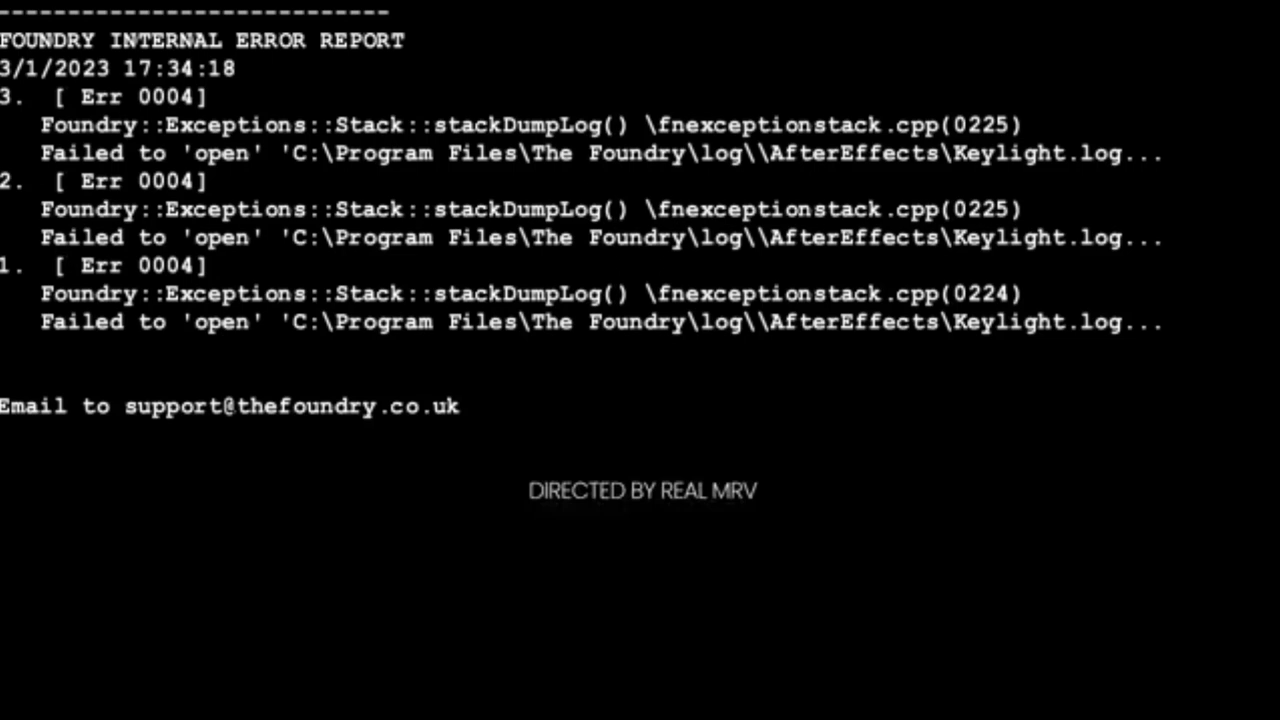 ----------------------------
FOUNDRY INTERNAL ERROR REPORT
3/1/2023 17:34:18
3.  [ Err 0004]
   Foundry::Exceptions::Stack::stackDumpLog() \fnexceptionstack.cpp(0225)
   Failed to 'open' 'C:\Program Files\The Foundry\log\\AfterEffects\Keylight.log...
2.  [ Err 0004]
   Foundry::Exceptions::Stack::stackDumpLog() \fnexceptionstack.cpp(0225)
   Failed to 'open' 'C:\Program Files\The Foundry\log\\AfterEffects\Keylight.log...
1.  [ Err 0004]
   Foundry::Exceptions::Stack::stackDumpLog() \fnexceptionstack.cpp(0224)
   Failed to 'open' 'C:\Program Files\The Foundry\log\\AfterEffects\Keylight.log...
Email to support@thefoundry.co.uk
DIRECTED BY REAL MRV